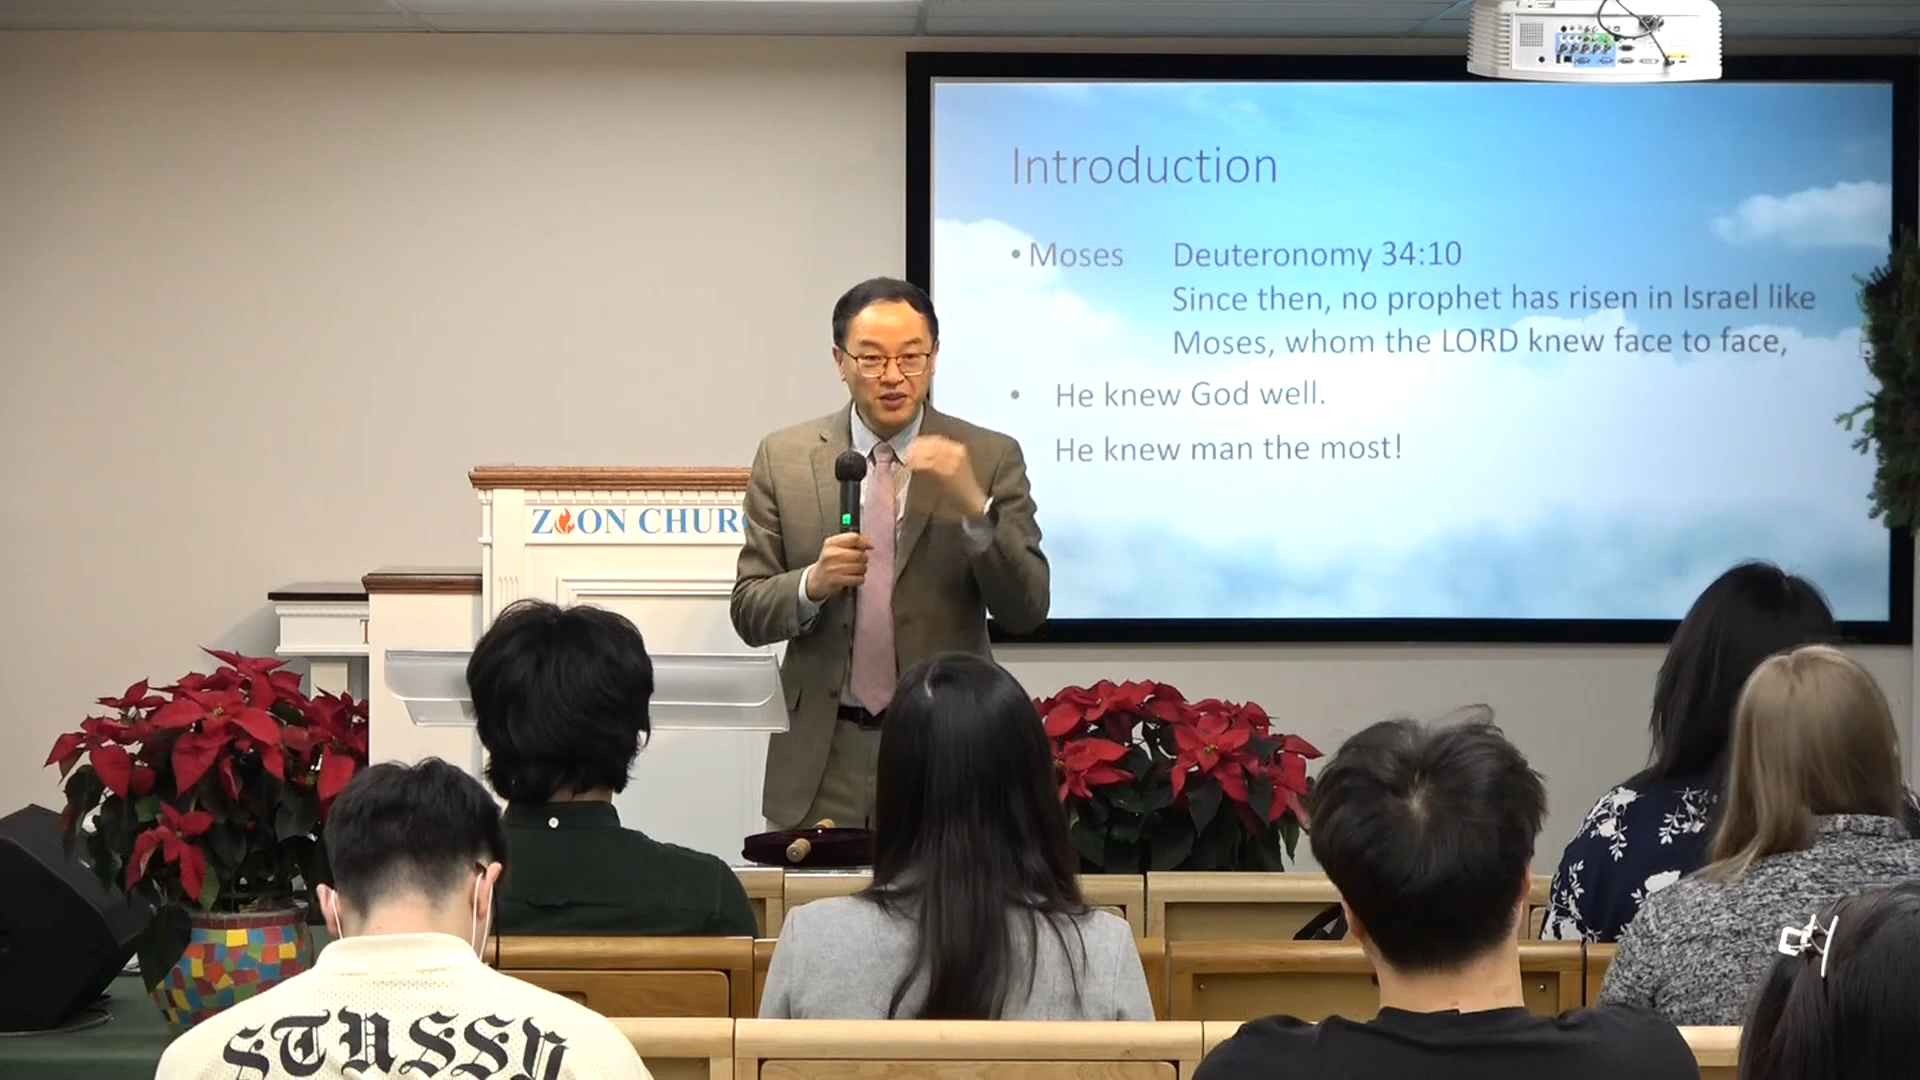 Introduction
• Moses Deuteronomy 34:10
Since then, no prophet has risen in Israel like
Moses, whom the LORD knew face to face,
• He knew God well.
He knew man the most!
ZION CHURC
STUSSY